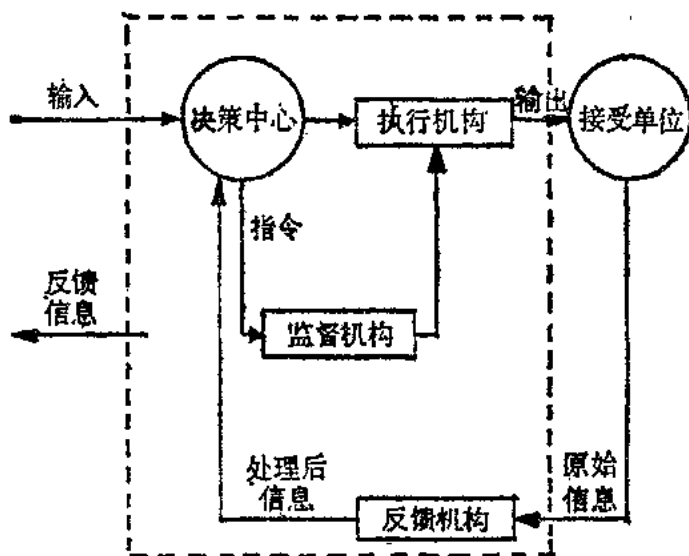 输入
决策中心
执行机构
输出
接受单位
指令
反馈
信息
监督机构
处理后
信息
反馈机构
原始
信息